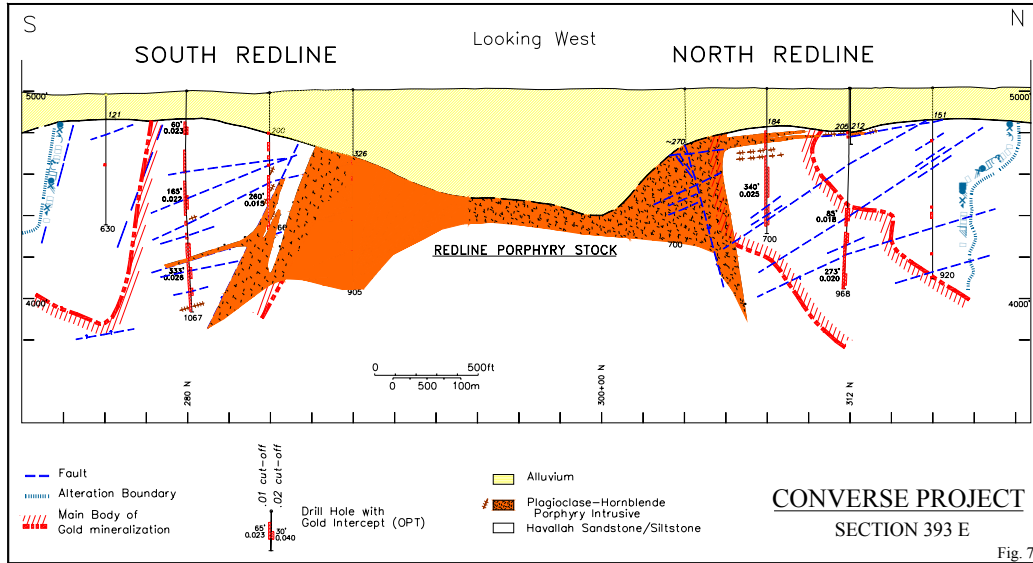 S
N
Looking West
SOUTH REDLINE
NORTH REDLINE
5000'
5000'
121
60'
0.023
200
326
~270
184
205
212
151
165'
0.022
260'
0.015
340'
0.025
85'
0.018
630
700
700
REDLINE PORPHYRY STOCK
333'
0.026
273'
0.020
920
4000'
4000'
905
968
1067
0
500ft
0
500
100m
280 N
300+00 N
312 N
Fault
Alteration Boundary
Main Body of
Gold mineralization
.01 cut-off
.02 cut-off
65'
0.023
30'
0.040
Drill Hole with
Gold Intercept (OPT)
Alluvium
Plagioclase-Hornblende
Porphyry Intrusive
Havallah Sandstone/Siltstone
CONVERSE PROJECT
SECTION 393 E
Fig. 7